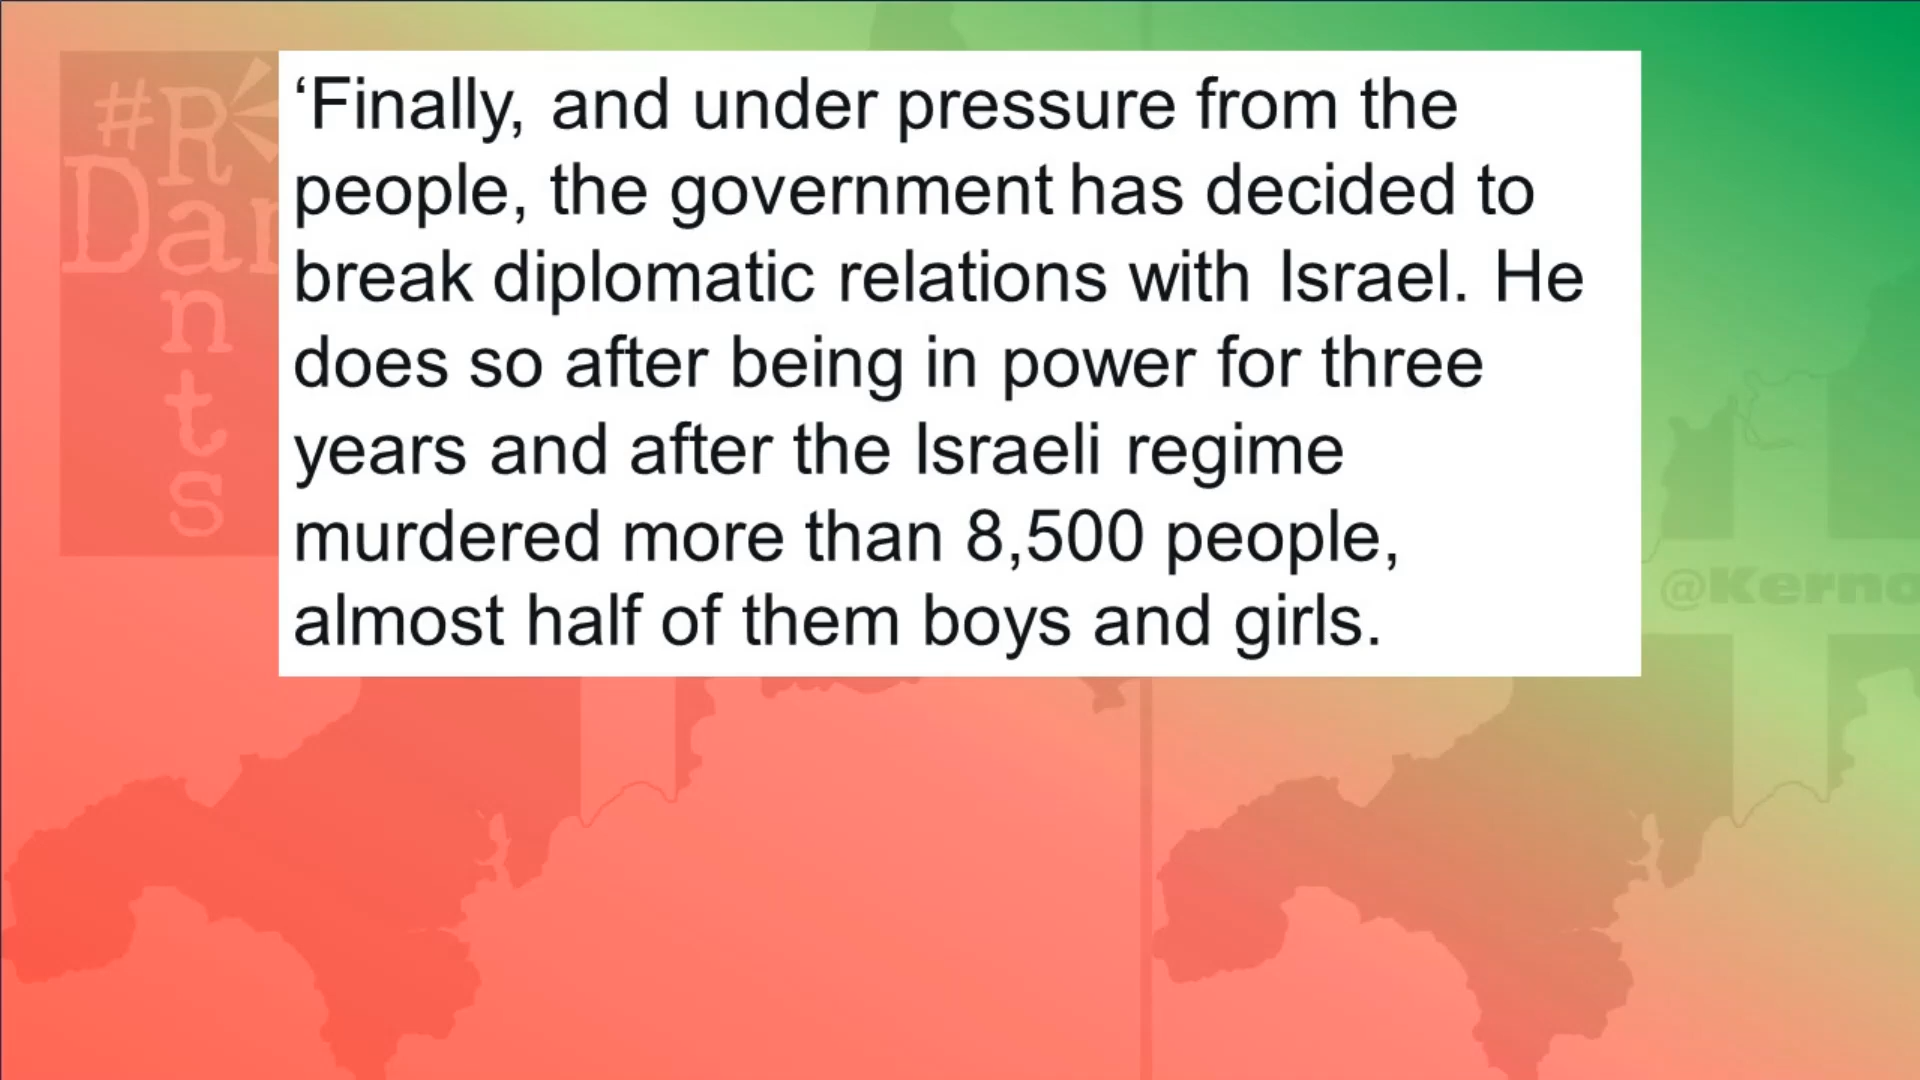 #R
Dan
n
t
s
‘Finally, and under pressure from the
people, the government has decided to
break diplomatic relations with Israel. He
does so after being in power for three
years and after the Israeli regime
murdered more than 8,500 people,
almost half of them boys and girls.